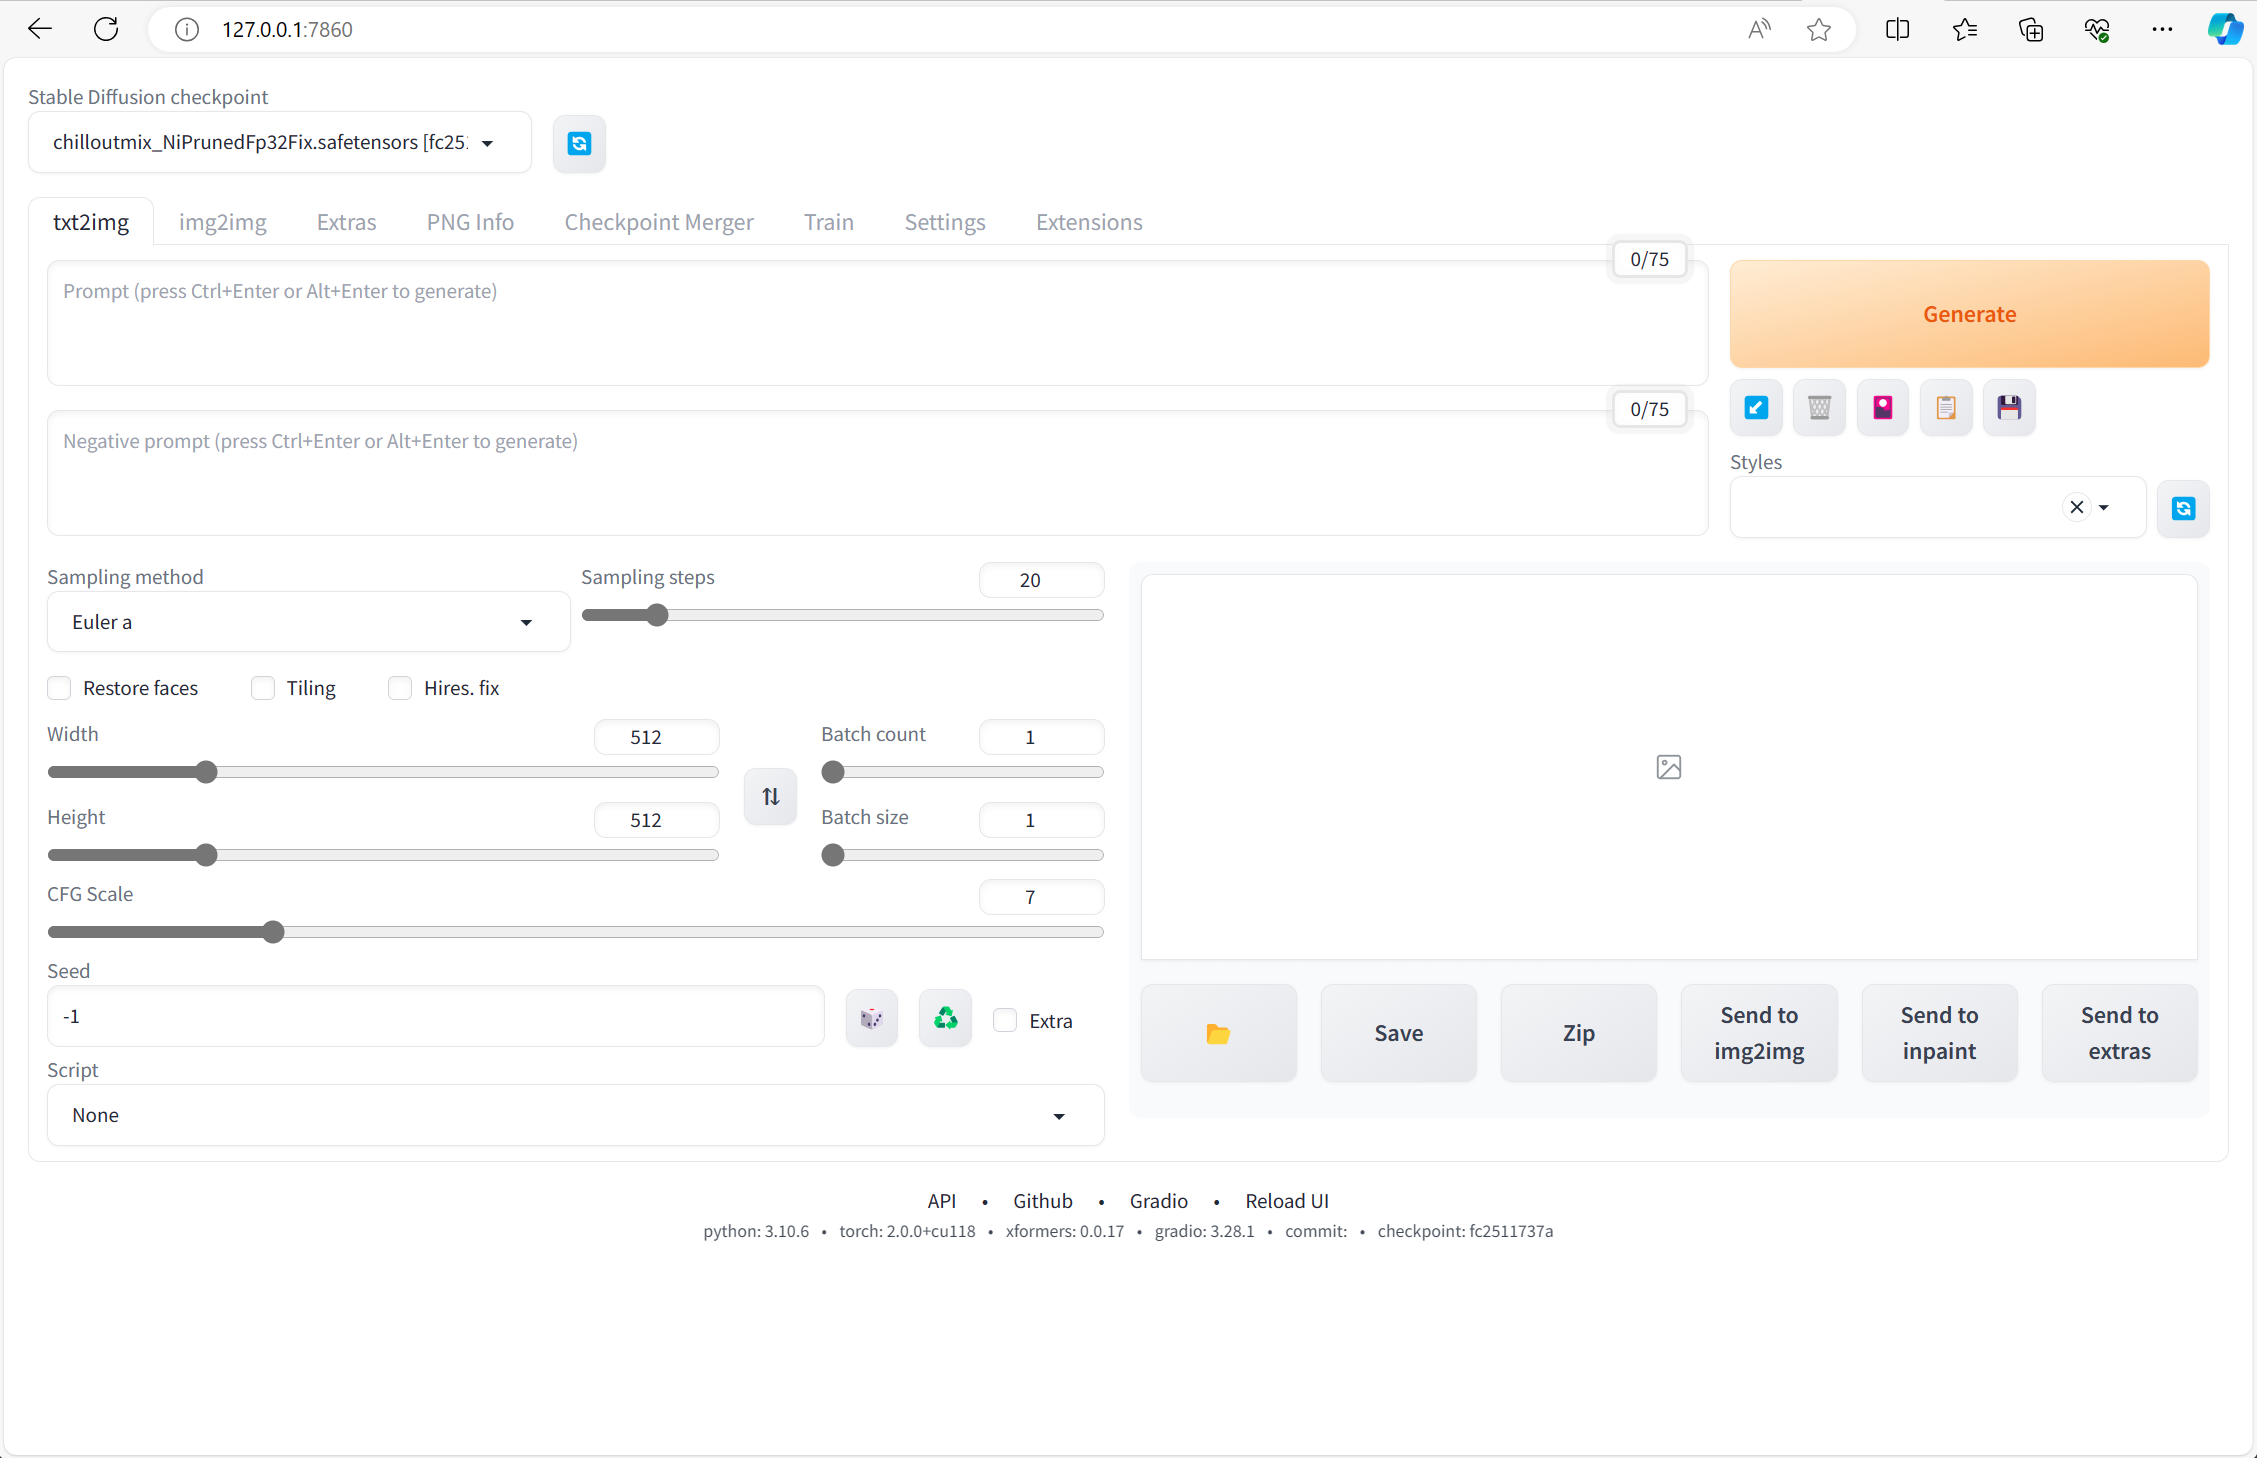 127.0.0.1:7860
Stable Diffusion checkpoint
chilloutmix_NiPrunedFp32Fix.safetensors [fc25
txt2img img2img Extras PNG Info Checkpoint Merger Train Settings Extensions
0/75
Prompt (press Ctrl+Enter or Alt+Enter to generate)
Generate
0/75
Negative prompt (press Ctrl+Enter or Alt+Enter to generate)
Styles
Sampling method
Euler a
Sampling steps
20
Restore faces Tiling Hires. fix
Width
512
Batch count
1
Height
512
Batch size
1
CFG Scale
7
Seed
-1
Extra
Script
None
Save
Zip
Send to
img2img
Send to
inpaint
Send to
extras
API • Github • Gradio • Reload UI
python: 3.10.6 • torch: 2.0.0+cu118 • xformers: 0.0.17 • gradio: 3.28.1 • commit: • checkpoint: fc2511737a